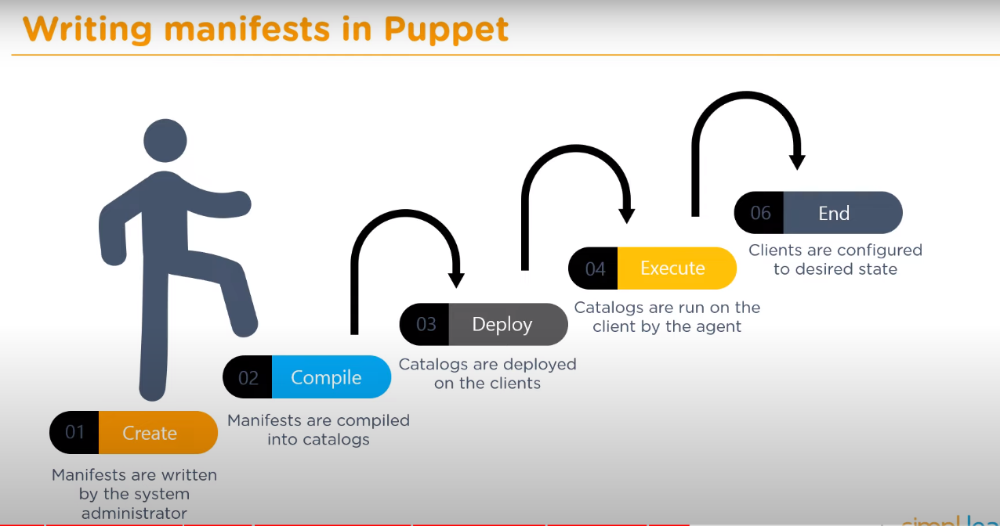 Writing manifests in Puppet
01 Create
Manifests are written
by the system
administrator
02 Compile
Manifests are compiled
into catalogs
03 Deploy
Catalogs are deployed
on the clients
04 Execute
Catalogs are run on the
client by the agent
06 End
Clients are configured
to desired state